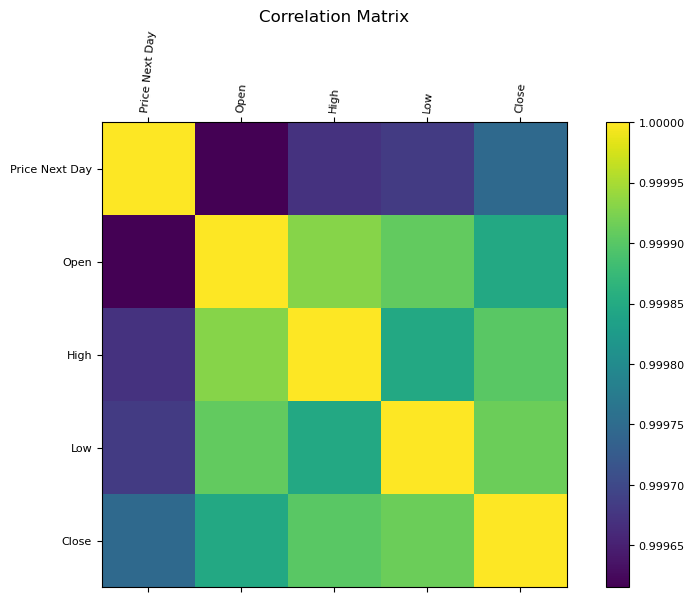 Correlation Matrix
Price Next Day
Open
High
Low
Close
Price Next Day
Open
High
Low
Close
1.00000
0.99995
0.99990
0.99985
0.99980
0.99975
0.99970
0.99965